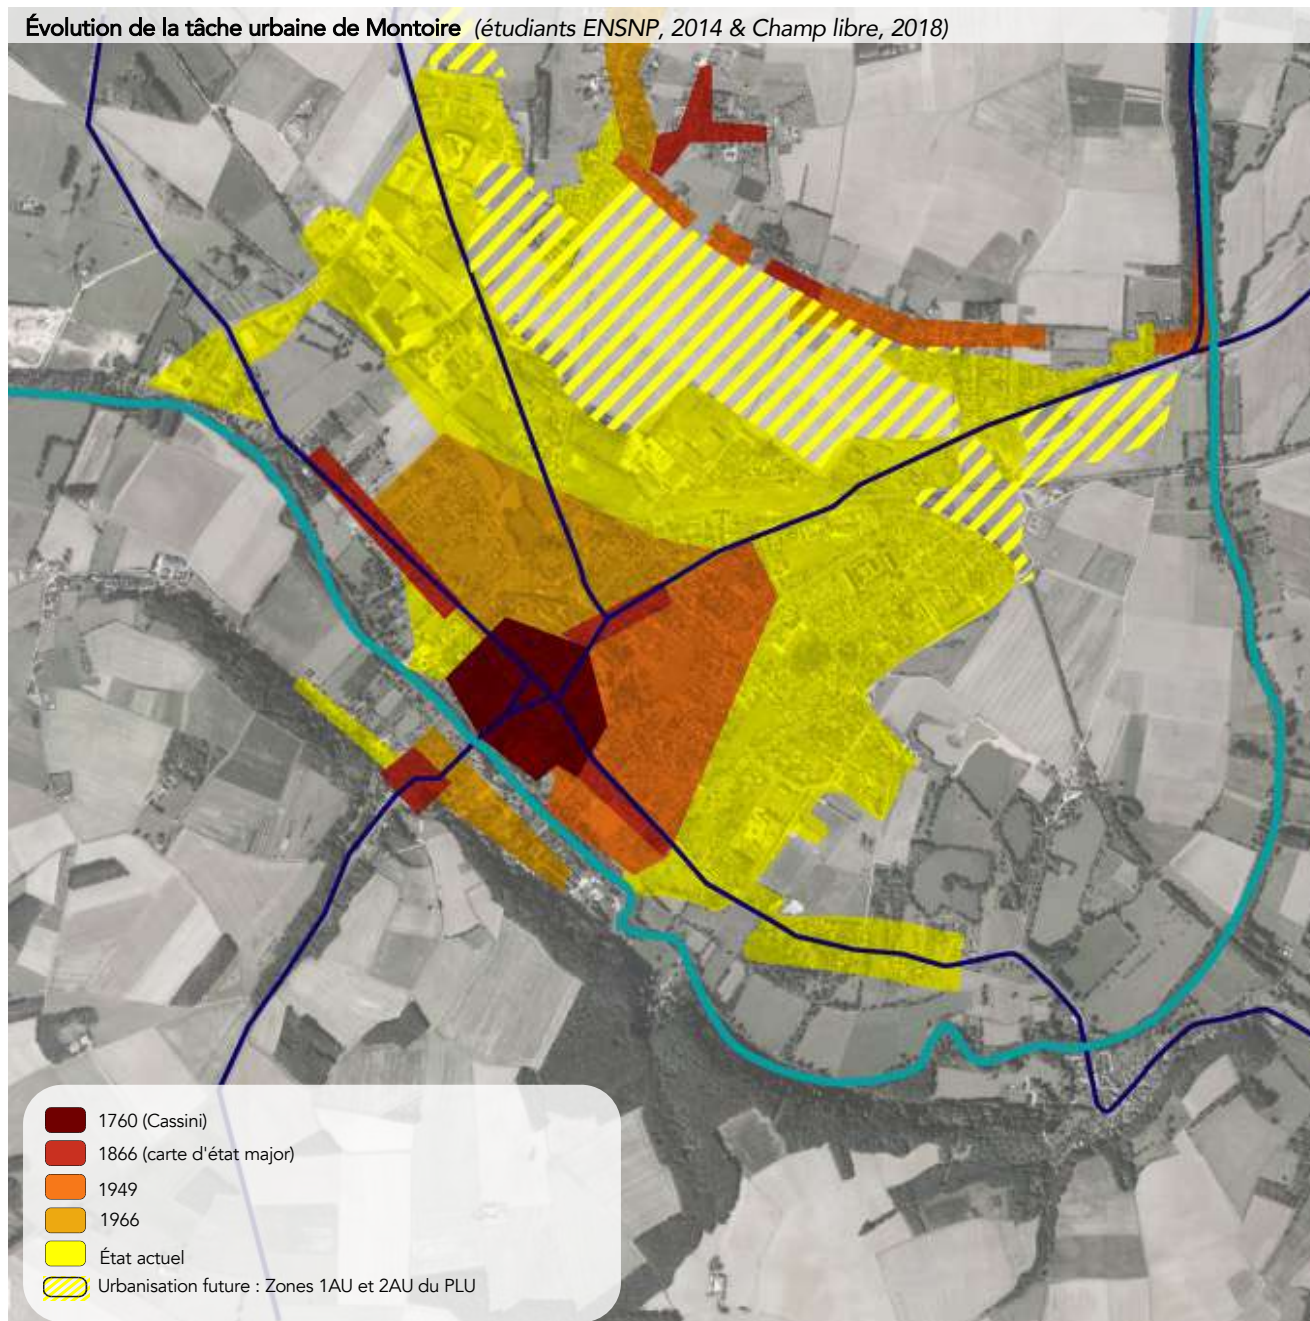 Évolution de la tâche urbaine de Montoire (étudiants ENSNP, 2014 & Champ libre, 2018)
1760 (Cassini)
1866 (carte d'état major)
1949
1966
État actuel
Urbanisation future : Zones 1AU et 2AU du PLU